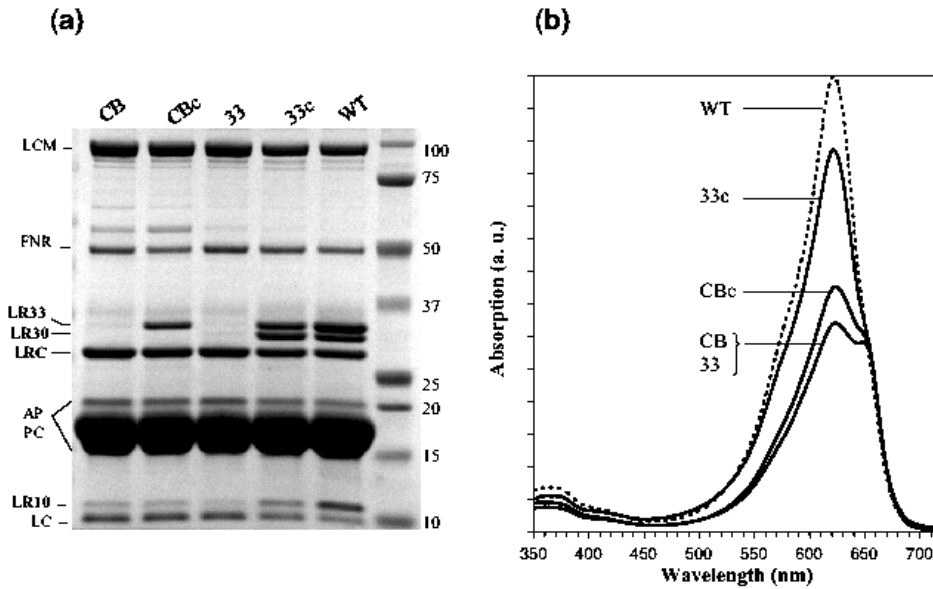 (a)
CB CBc 33 33c WT
LCM
FNR
LR33
LR30
LRC
AP
PC
LR10
LC
100
75
50
37
25
20
15
10
(b)
WT
33c
CBc
CB
33
Absorption (a. u.)
350 400 450 500 550 600 650 700
Wavelength (nm)